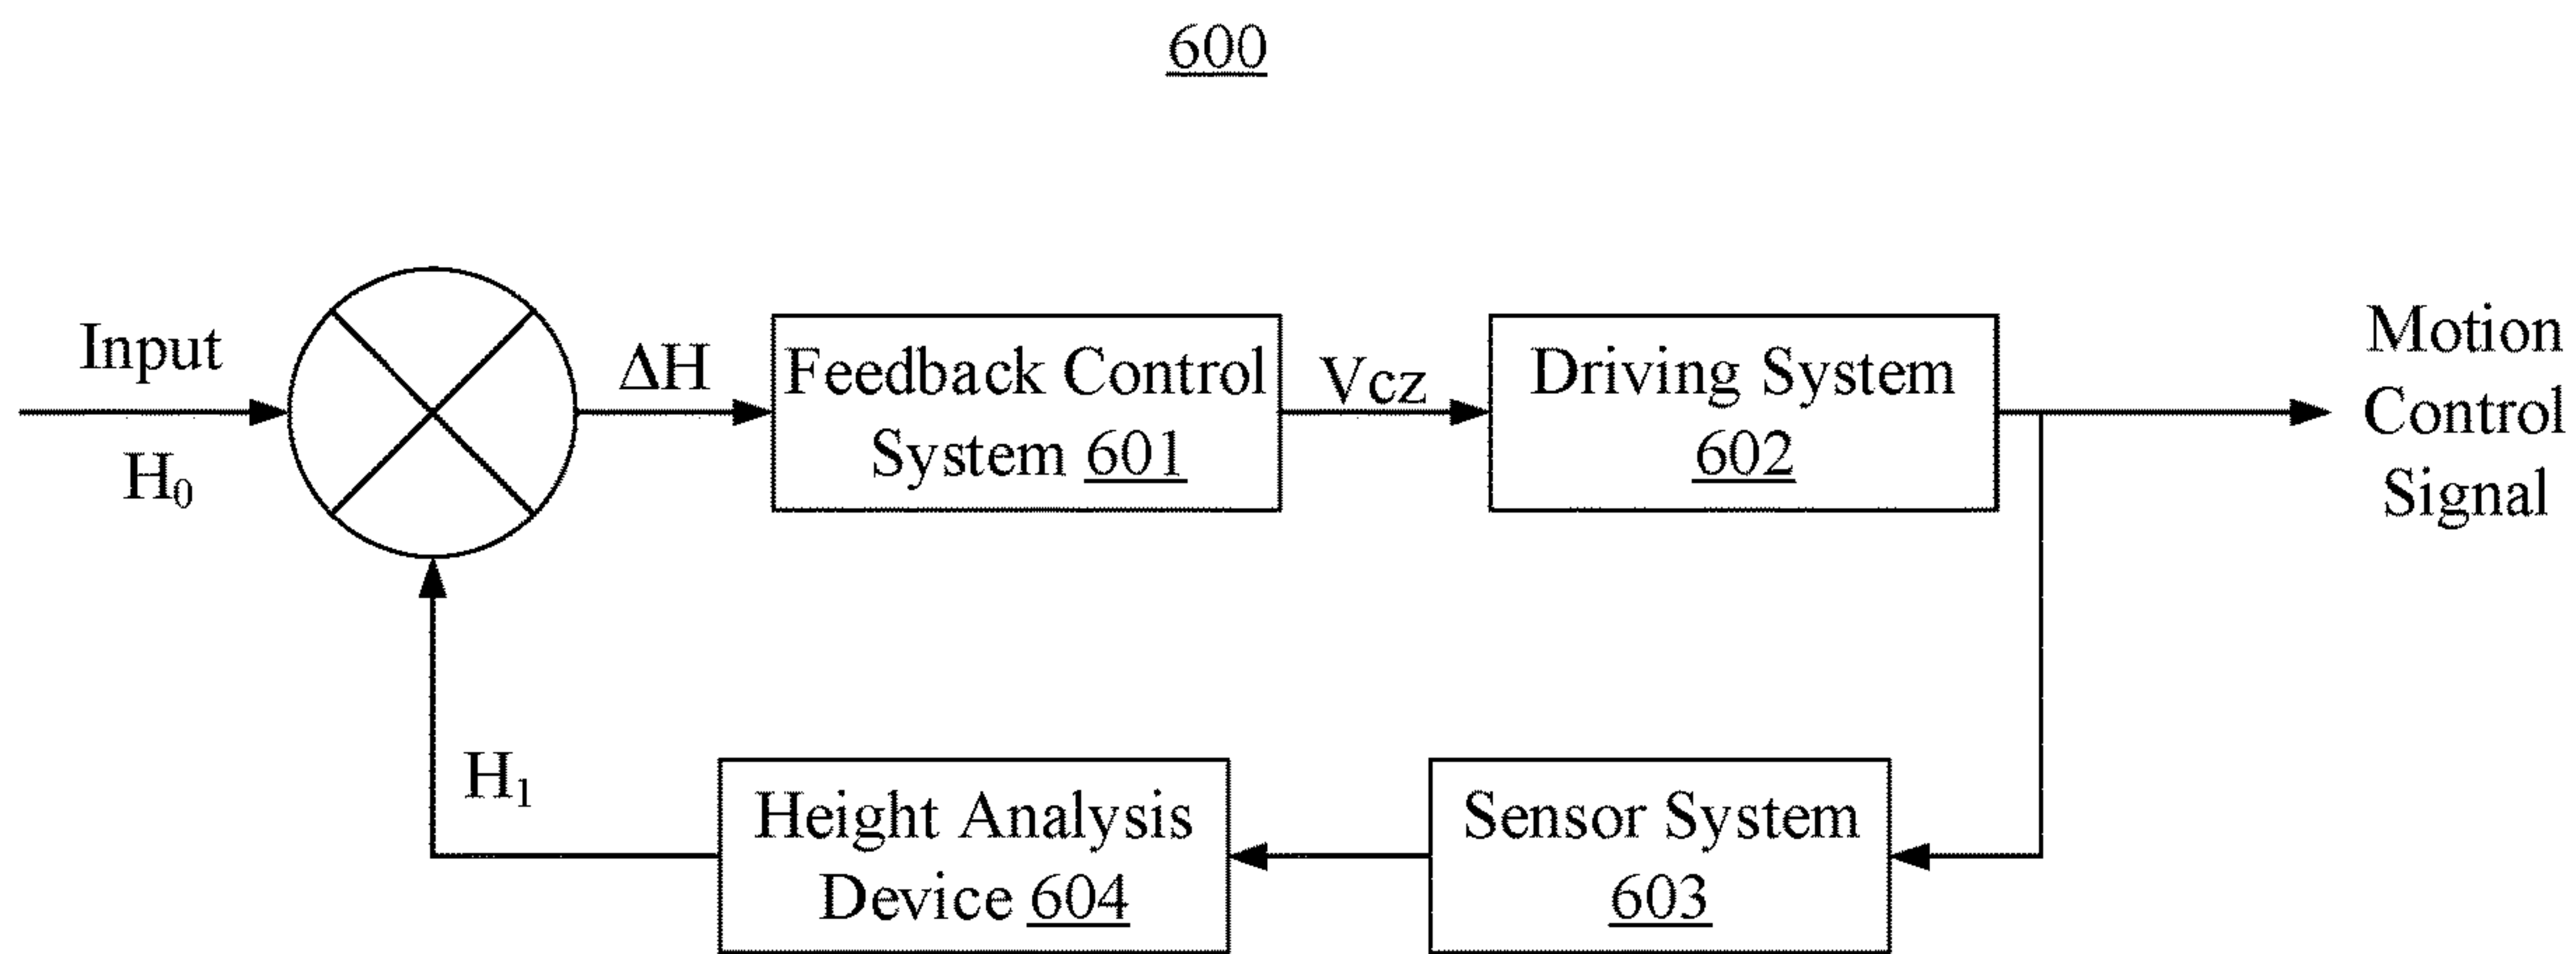 600
Input
H₀
ΔH
Feedback Control
System 601
Vcz
Driving System
602
Motion
Control
Signal
H₁
Height Analysis
Device 604
Sensor System
603